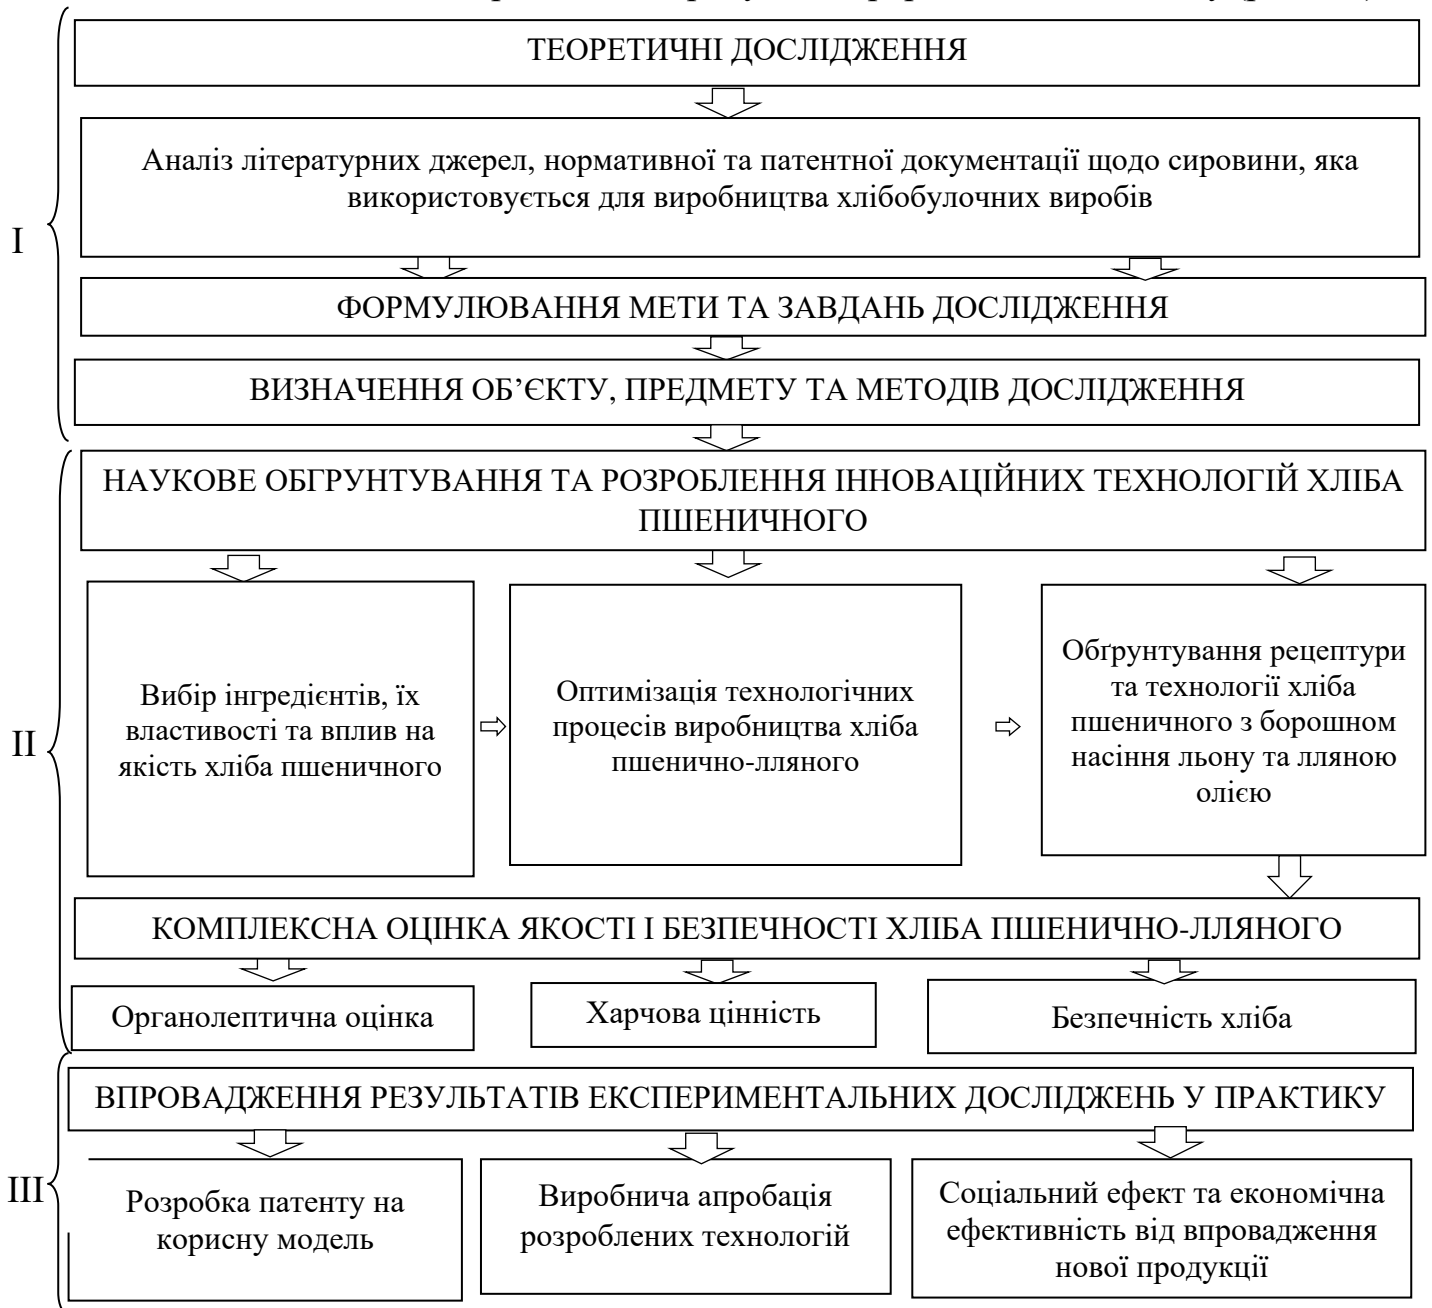 ТЕОРЕТИЧНІ ДОСЛІДЖЕННЯ
Аналіз літературних джерел, нормативної та патентної документації щодо сировини, яка
використовується для виробництва хлібобулочних виробів
I
ФОРМУЛЮВАННЯ МЕТИ ТА ЗАВДАНЬ ДОСЛІДЖЕННЯ
ВИЗНАЧЕННЯ ОБ’ЄКТУ, ПРЕДМЕТУ ТА МЕТОДІВ ДОСЛІДЖЕННЯ
НАУКОВЕ ОБГРУНТУВАННЯ ТА РОЗРОБЛЕННЯ ІННОВАЦІЙНИХ ТЕХНОЛОГІЙ ХЛІБА
ПШЕНИЧНОГО
II
Вибір інгредієнтів, їх
властивості та вплив на
якість хліба пшеничного
Оптимізація технологічних
процесів виробництва хліба
пшенично-лляного
Обґрунтування рецептури
та технології хліба
пшеничного з борошном
насіння льону та лляною
олією
КОМПЛЕКСНА ОЦІНКА ЯКОСТІ І БЕЗПЕЧНОСТІ ХЛІБА ПШЕНИЧНО-ЛЛЯНОГО
Органолептична оцінка
Харчова цінність
Безпечність хліба
ВПРОВАДЖЕННЯ РЕЗУЛЬТАТІВ ЕКСПЕРИМЕНТАЛЬНИХ ДОСЛІДЖЕНЬ У ПРАКТИКУ
III
Розробка патенту на
корисну модель
Виробнича апробація
розроблених технологій
Соціальний ефект та економічна
ефективність від впровадження
нової продукції